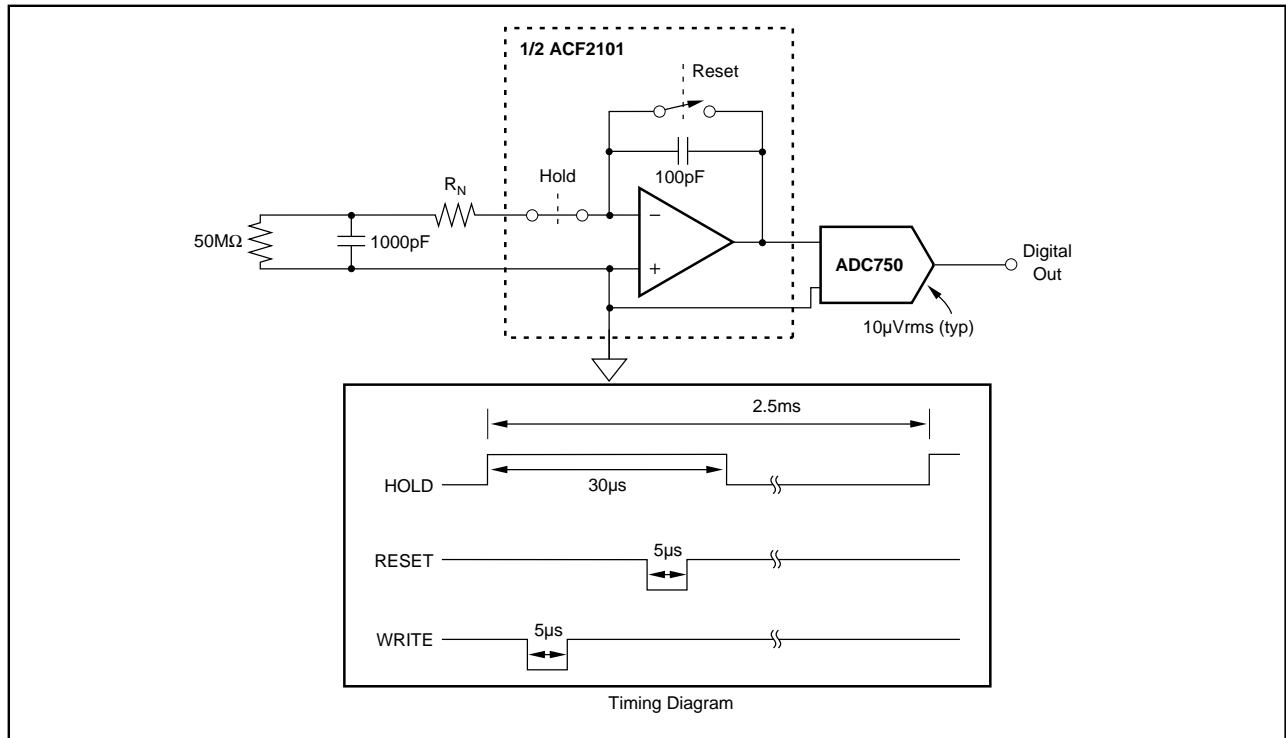 1/2 ACF2101
Reset
100pF
Hold
R_N
50MΩ
1000pF
ADC750
Digital
Out
10µVrms (typ)
2.5ms
HOLD
30µs
RESET
5µs
WRITE
5µs
Timing Diagram